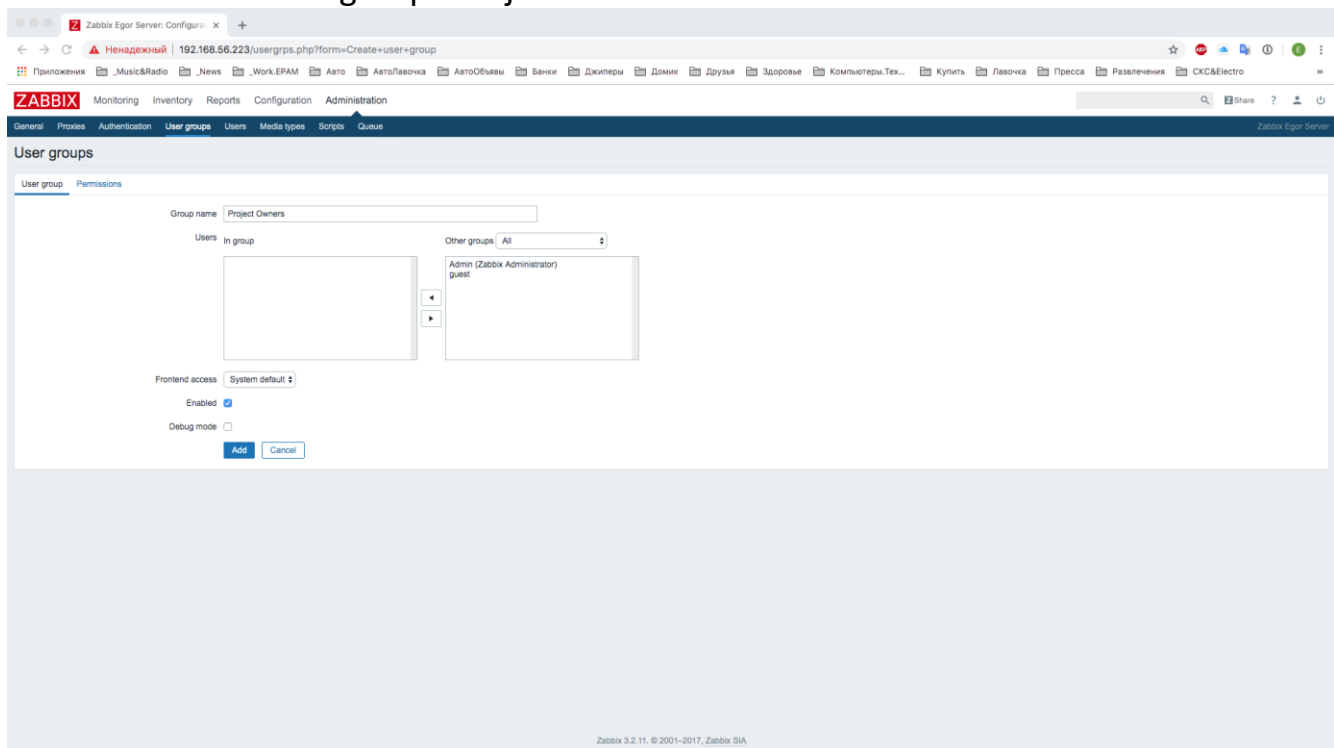 Zabbix Egor Server: Configurat
Ненадежный | 192.168.56.223/usergrps.php?form=Create+user+group
Приложения _Music&Radio _News _Work.EPAM Авто АвтоЛавочка АвтоОбъявы Банки Джиперы Домик Друзья Здоровье Компьютеры.Тех... Купить Лавочка Пресса Развлечения СКС&Electro »
ZABBIX Monitoring Inventory Reports Configuration Administration Z Share ?
General Proxies Authentication User groups Users Media types Scripts Queue Zabbix Egor Server
User groups
User group Permissions
Group name Project Owners
Users In group Other groups All
Admin (Zabbix Administrator)
guest
Frontend access System default
Enabled
Debug mode
Add Cancel
Zabbix 3.2.11. © 2001–2017, Zabbix SIA